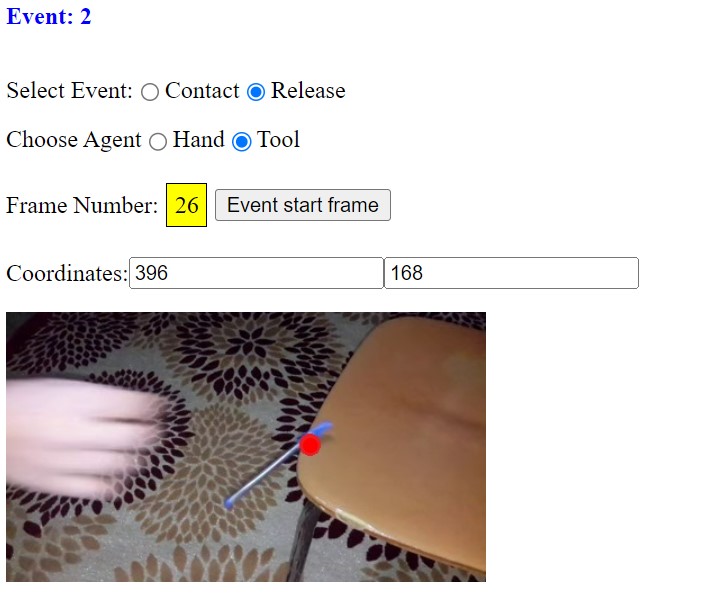 Event: 2
Select Event: Contact Release
Choose Agent Hand Tool
Frame Number: 26 Event start frame
Coordinates: 396 168